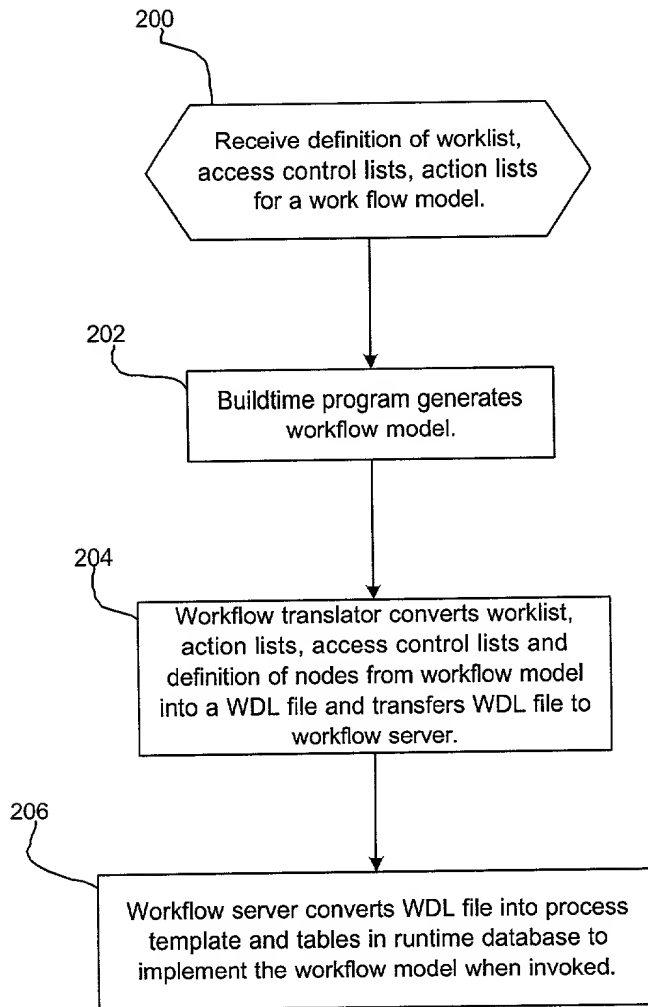 200
Receive definition of worklist,
access control lists, action lists
for a work flow model.
202
Buildtime program generates
workflow model.
204
Workflow translator converts worklist,
action lists, access control lists and
definition of nodes from workflow model
into a WDL file and transfers WDL file to
workflow server.
206
Workflow server converts WDL file into process
template and tables in runtime database to
implement the workflow model when invoked.